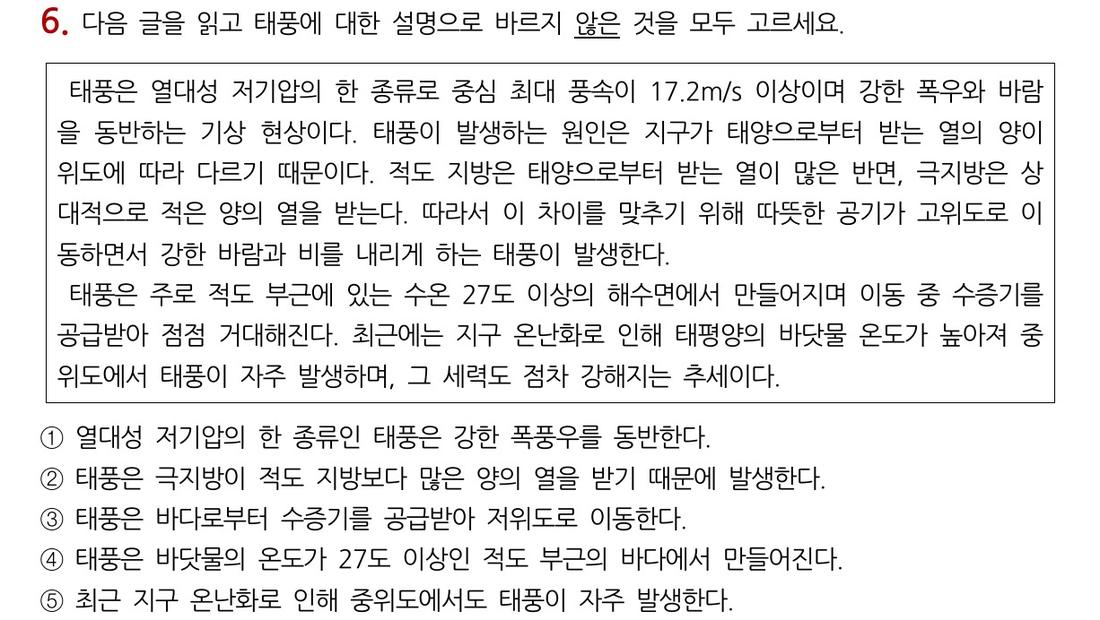 6. 다음 글을 읽고 태풍에 대한 설명으로 바르지 않은 것을 모두 고르세요.
태풍은 열대성 저기압의 한 종류로 중심 최대 풍속이 17.2m/s 이상이며 강한 폭우와 바람
을 동반하는 기상 현상이다. 태풍이 발생하는 원인은 지구가 태양으로부터 받는 열의 양이
위도에 따라 다르기 때문이다. 적도 지방은 태양으로부터 받는 열이 많은 반면, 극지방은 상
대적으로 적은 양의 열을 받는다. 따라서 이 차이를 맞추기 위해 따뜻한 공기가 고위도로 이
동하면서 강한 바람과 비를 내리게 하는 태풍이 발생한다.
태풍은 주로 적도 부근에 있는 수온 27도 이상의 해수면에서 만들어지며 이동 중 수증기를
공급받아 점점 거대해진다. 최근에는 지구 온난화로 인해 태평양의 바닷물 온도가 높아져 중
위도에서 태풍이 자주 발생하며, 그 세력도 점차 강해지는 추세이다.
① 열대성 저기압의 한 종류인 태풍은 강한 폭풍우를 동반한다.
② 태풍은 극지방이 적도 지방보다 많은 양의 열을 받기 때문에 발생한다.
③ 태풍은 바다로부터 수증기를 공급받아 저위도로 이동한다.
④ 태풍은 바닷물의 온도가 27도 이상인 적도 부근의 바다에서 만들어진다.
⑤ 최근 지구 온난화로 인해 중위도에서도 태풍이 자주 발생한다.